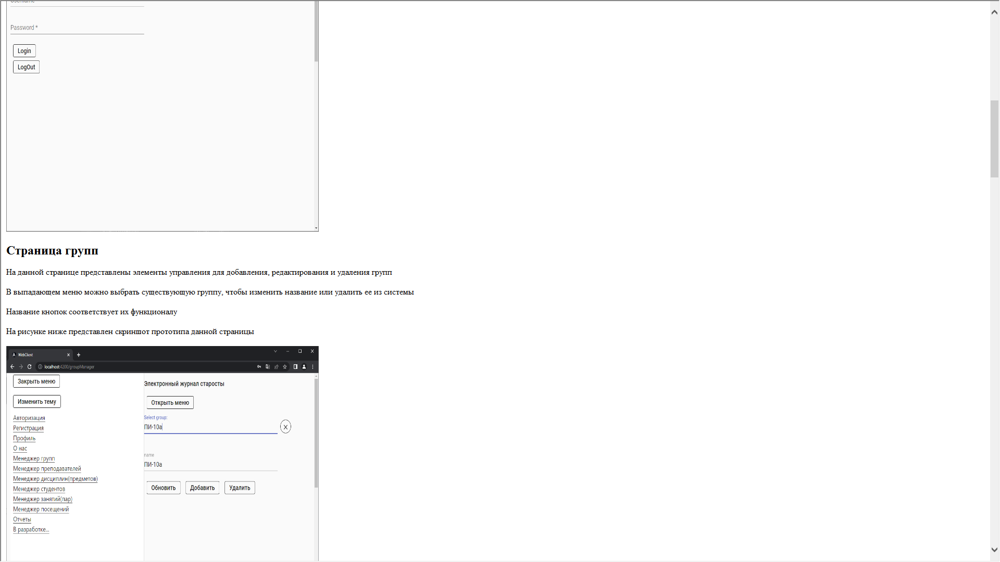 Username
Password *
Login
LogOut
Страница групп
На данной странице представлены элементы управления для добавления, редактирования и удаления групп
В выпадающем меню можно выбрать существующую группу, чтобы изменить название или удалить ее из системы
Название кнопок соответствует их функционалу
На рисунке ниже представлен скриншот прототипа данной страницы
WebClient
localhost:4200/groupManager
Закрыть меню
Изменить тему
Авторизация
Регистрация
Профиль
О нас
Менеджер групп
Менеджер преподавателей
Менеджер дисциплин(предметов)
Менеджер студентов
Менеджер занятий(пар)
Менеджер посещений
Отчеты
В разработке...
Электронный журнал старосты
Открыть меню
Select group:
ПИ-10а
X
name
ПИ-10а
Обновить Добавить Удалить